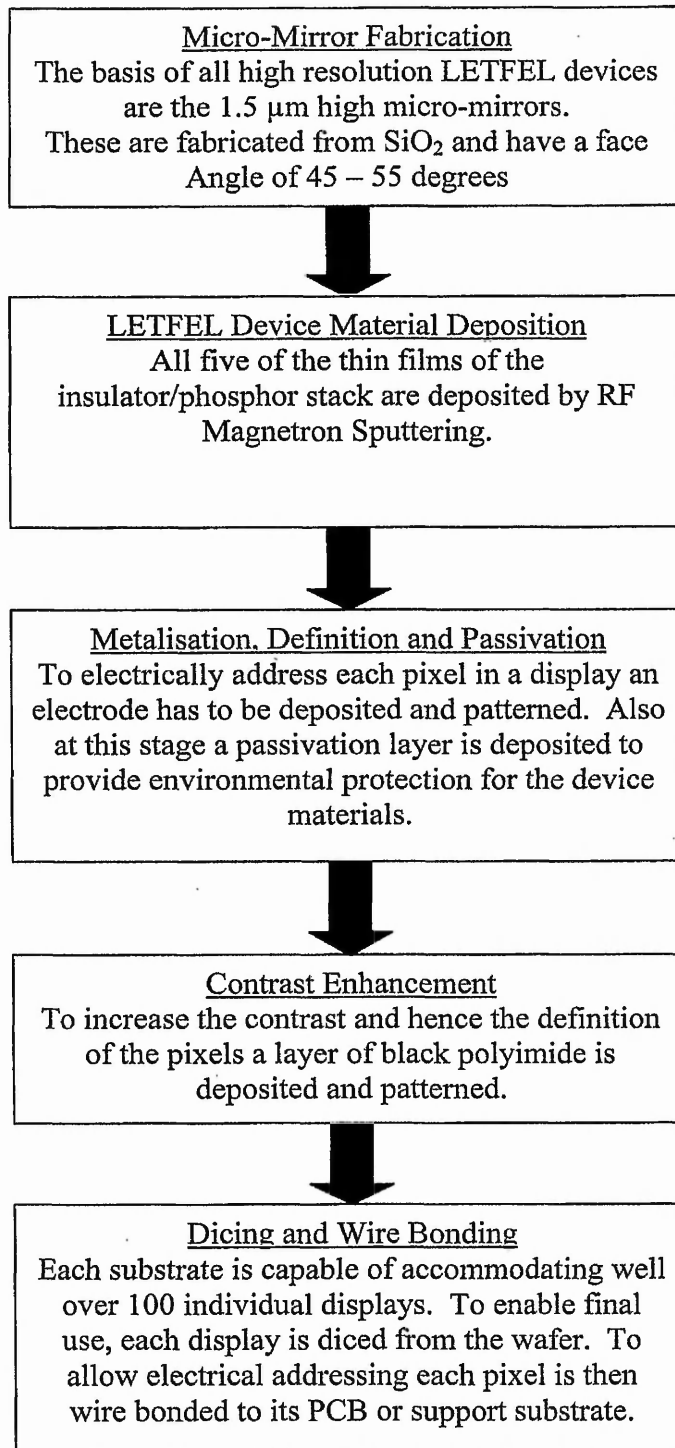 Micro-Mirror Fabrication
The basis of all high resolution LETFEL devices
are the 1.5 µm high micro-mirrors.
These are fabricated from SiO₂ and have a face
Angle of 45 – 55 degrees
LETFEL Device Material Deposition
All five of the thin films of the
insulator/phosphor stack are deposited by RF
Magnetron Sputtering.
Metalisation, Definition and Passivation
To electrically address each pixel in a display an
electrode has to be deposited and patterned. Also
at this stage a passivation layer is deposited to
provide environmental protection for the device
materials.
Contrast Enhancement
To increase the contrast and hence the definition
of the pixels a layer of black polyimide is
deposited and patterned.
Dicing and Wire Bonding
Each substrate is capable of accommodating well
over 100 individual displays. To enable final
use, each display is diced from the wafer. To
allow electrical addressing each pixel is then
wire bonded to its PCB or support substrate.